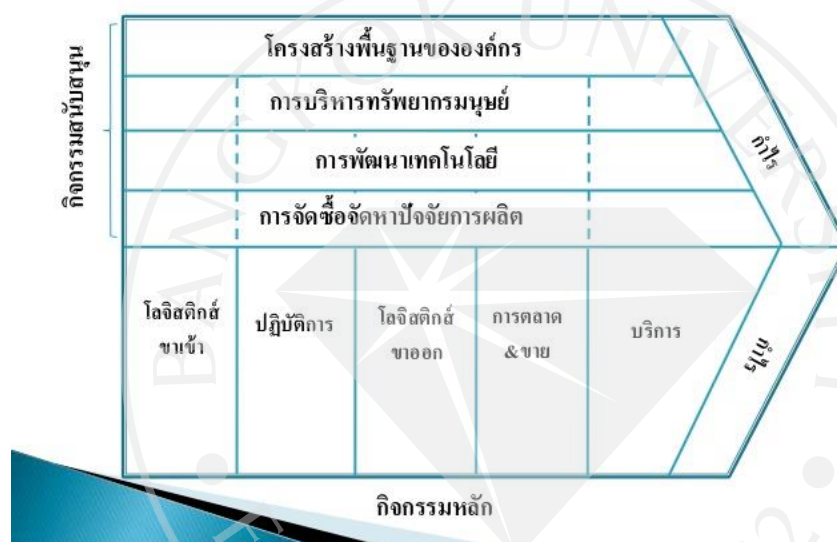 กิจกรรมสนับสนุน
โครงสร้างพื้นฐานขององค์กร
การบริหารทรัพยากรมนุษย์
การพัฒนาเทคโนโลยี
การจัดซื้อจัดหาปัจจัยการผลิต
กำไร
โลจิสติกส์
ขาเข้า
ปฏิบัติการ
โลจิสติกส์
ขาออก
การตลาด
&ขาย
บริการ
กำไร
กิจกรรมหลัก
BANGKOK UNIVERSITY